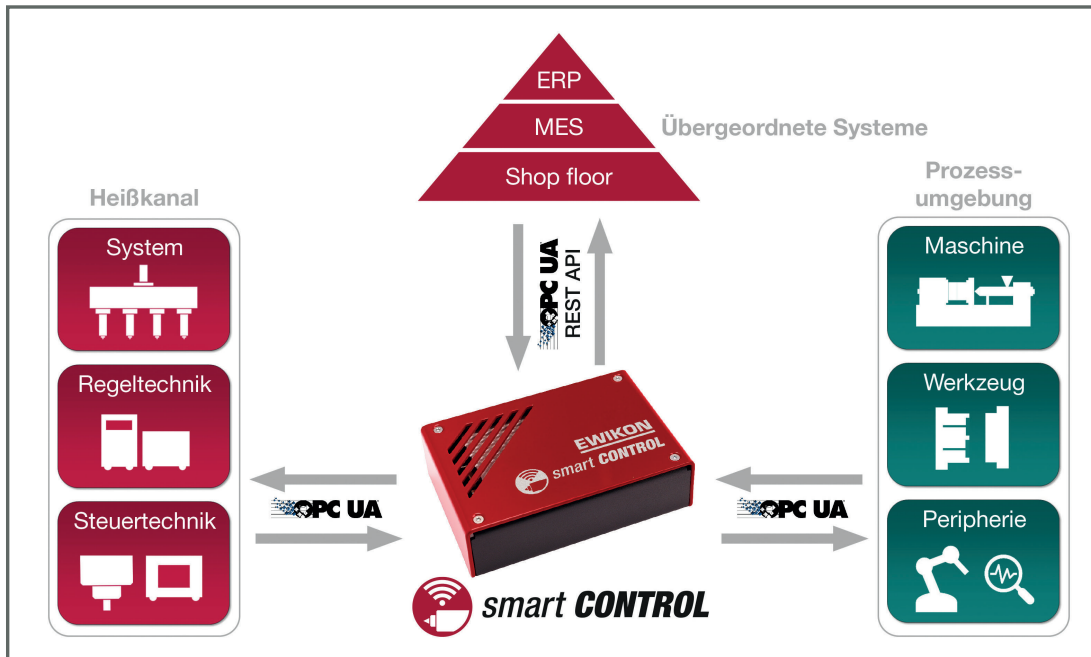 ERP
MES
Shop floor
Übergeordnete Systeme
Heißkanal
System
Regeltechnik
Steuertechnik
OPC UA
REST API
OPC UA
EWIKON
smart CONTROL
OPC UA
smart CONTROL
Prozess-
umgebung
Maschine
Werkzeug
Peripherie